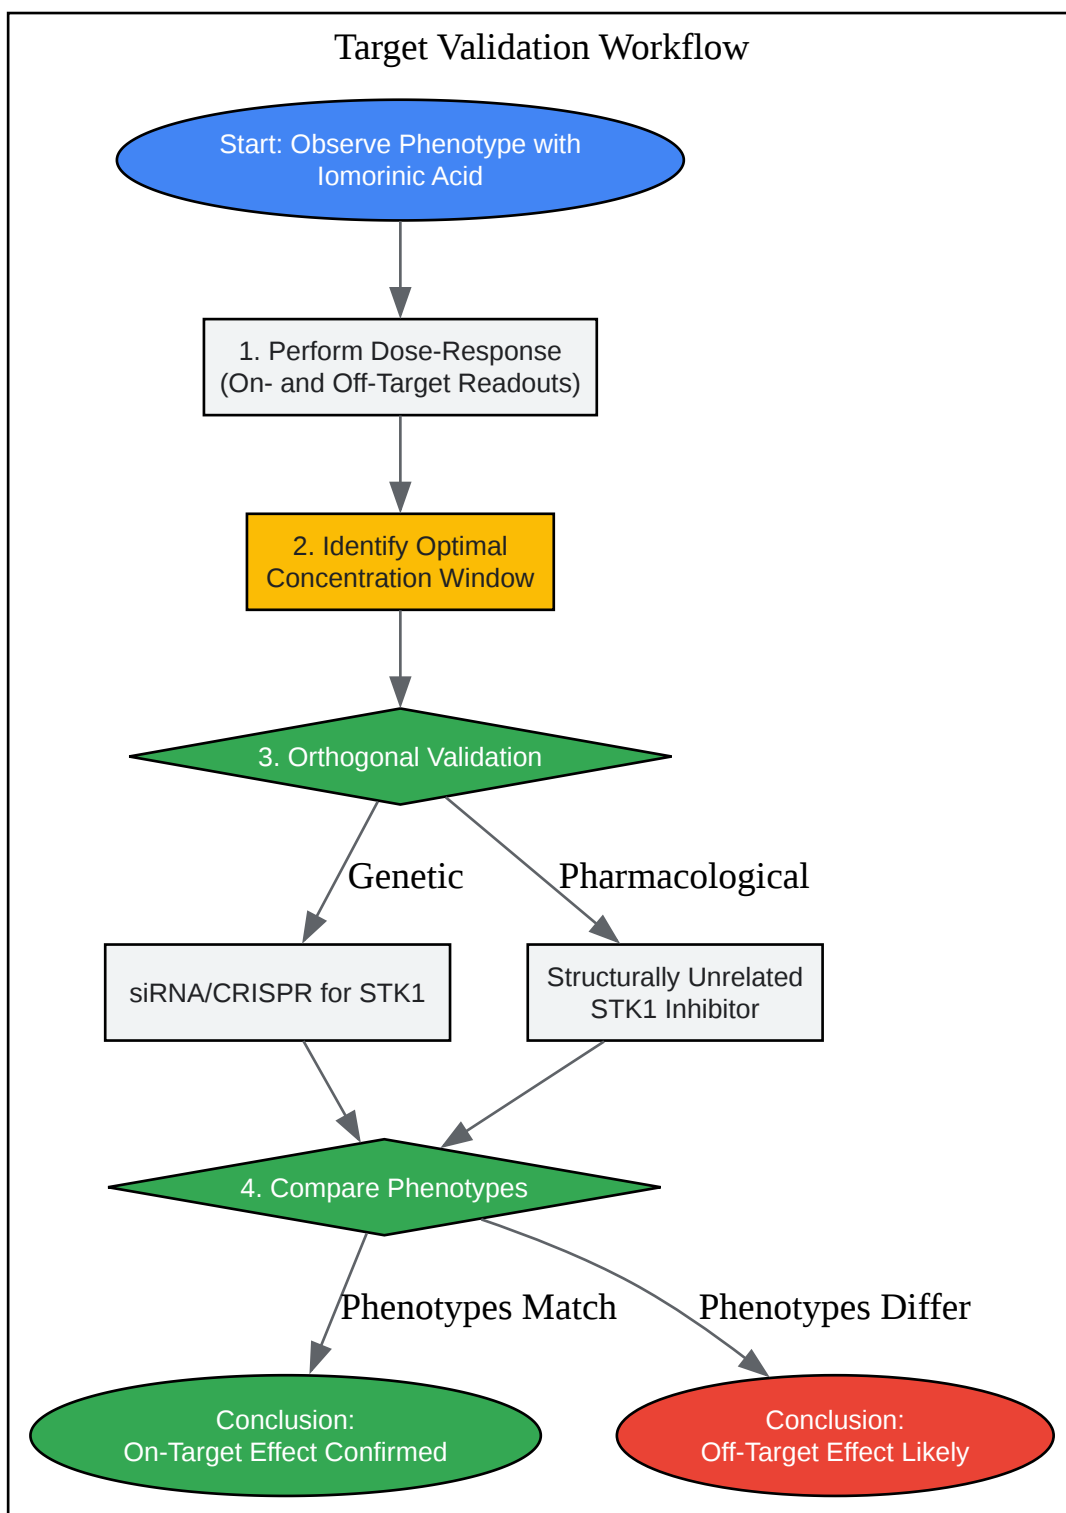 Target Validation Workflow
Start: Observe Phenotype with
Iomorinic Acid
1. Perform Dose-Response
(On- and Off-Target Readouts)
2. Identify Optimal
Concentration Window
3. Orthogonal Validation
Genetic
Pharmacological
siRNA/CRISPR for STK1
Structurally Unrelated
STK1 Inhibitor
4. Compare Phenotypes
Phenotypes Match
Phenotypes Differ
Conclusion:
On-Target Effect Confirmed
Conclusion:
Off-Target Effect Likely